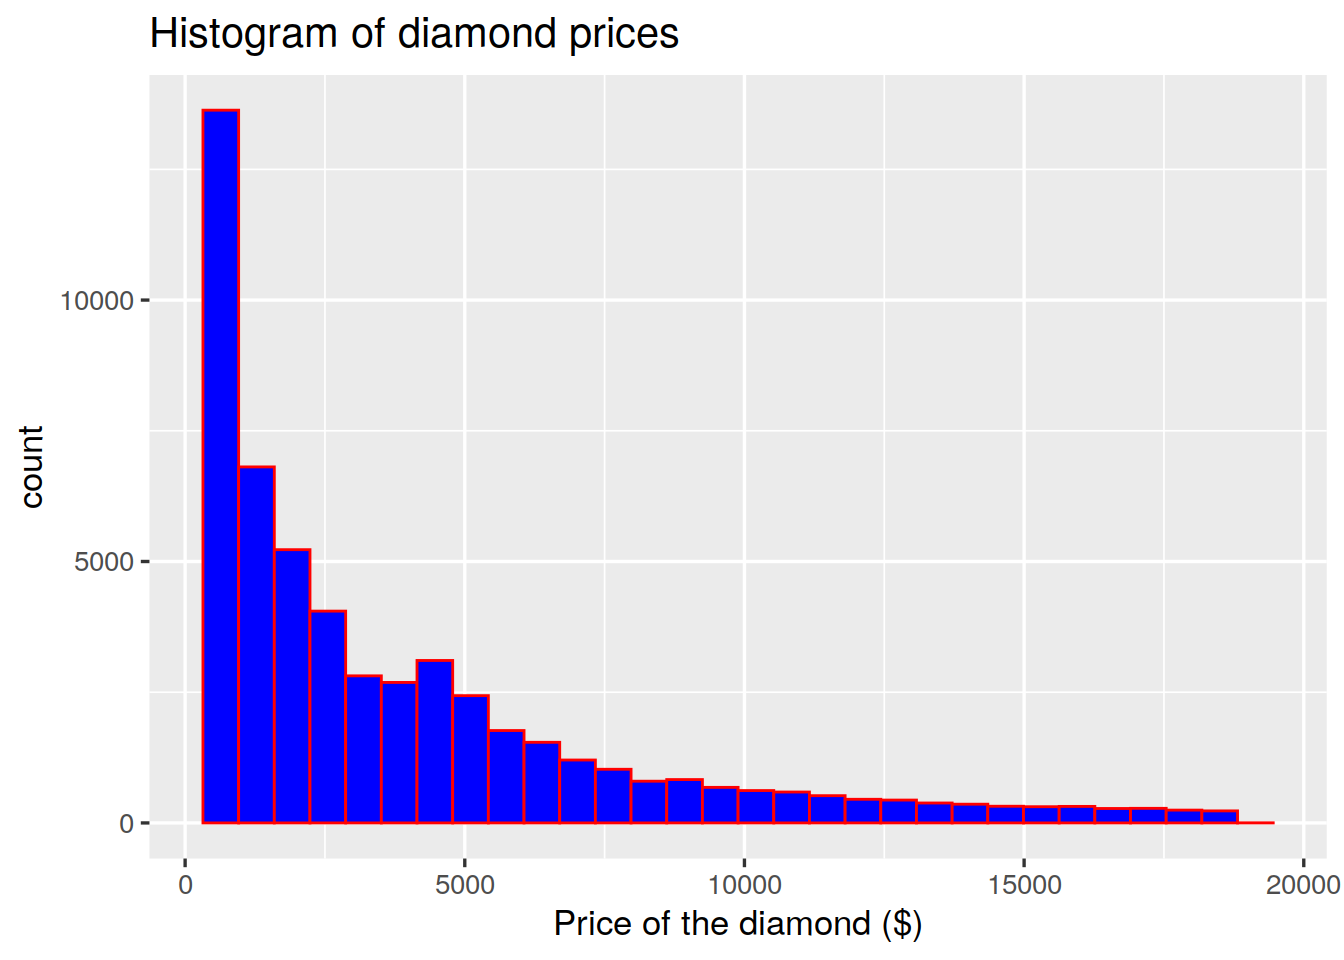 Histogram of diamond prices
count
10000
5000
0
0 5000 10000 15000 20000
Price of the diamond ($)